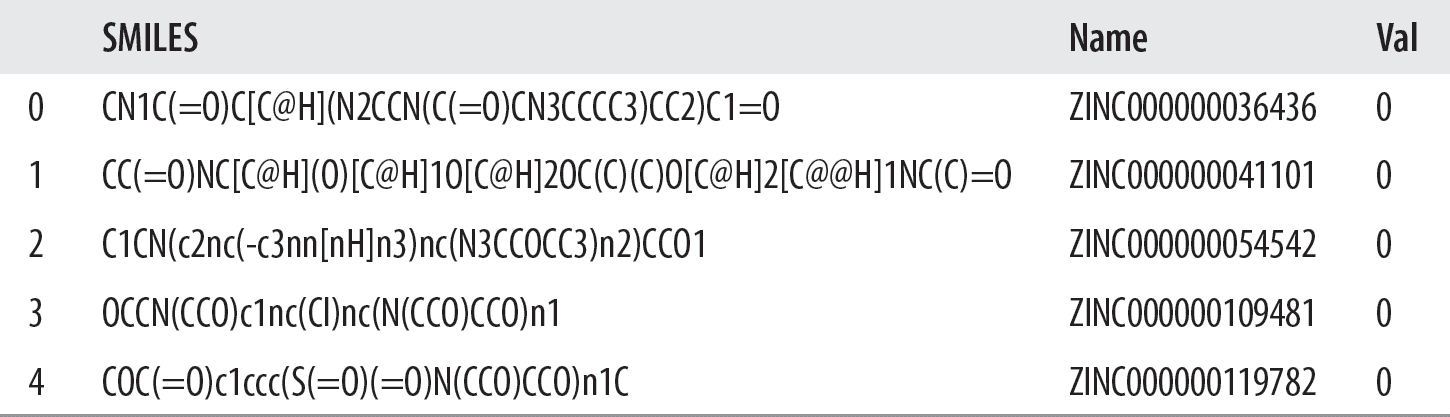 SMILES Name Val
0 CN1C(=O)C[C@H](N2CCN(C(=O)CN3CCCC3)CC2)C1=O ZINC000000036436 0
1 CC(=O)NC[C@H](O)[C@H]1O[C@H]2OC(C)(C)O[C@H]2[C@@H]1NC(C)=O ZINC000000041101 0
2 C1CN(c2nc(-c3nn[nH]n3)nc(N3CCOCC3)n2)CCO1 ZINC000000054542 0
3 OCCN(CCO)c1nc(Cl)nc(N(CCO)CCO)n1 ZINC000000109481 0
4 COC(=O)c1ccc(S(=O)(=O)N(CCO)CCO)n1C ZINC000000119782 0